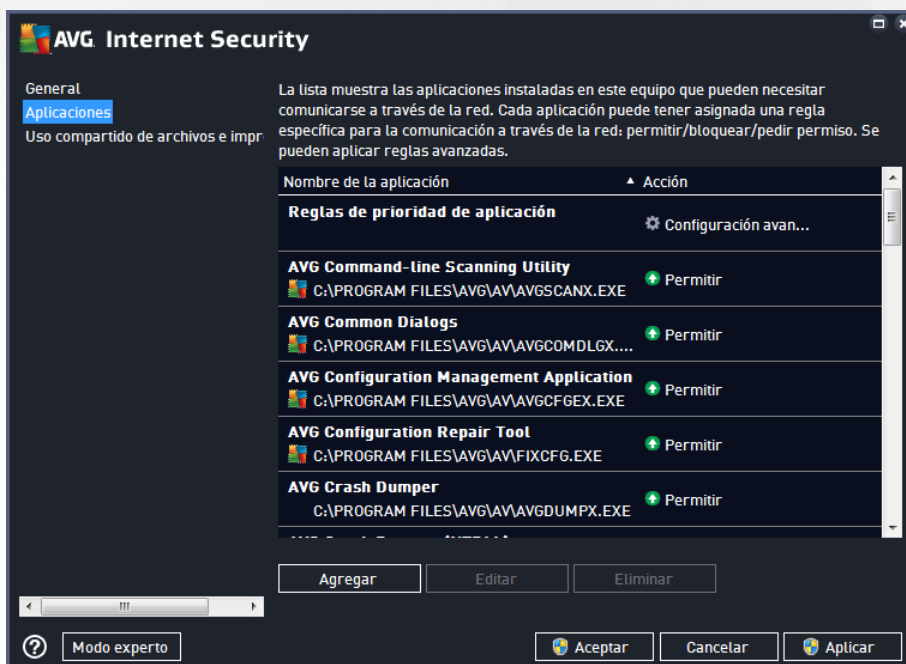 AVG Internet Security
General
Aplicaciones
Uso compartido de archivos e impr
La lista muestra las aplicaciones instaladas en este equipo que pueden necesitar
comunicarse a través de la red. Cada aplicación puede tener asignada una regla
específica para la comunicación a través de la red: permitir/bloquear/pedir permiso. Se
pueden aplicar reglas avanzadas.
Nombre de la aplicación Acción
Reglas de prioridad de aplicación
Configuración avan...
AVG Command-line Scanning Utility
C:\PROGRAM FILES\AVG\AV\AVGSCANX.EXE
Permitir
AVG Common Dialogs
C:\PROGRAM FILES\AVG\AV\AVGCOMDLGX....
Permitir
AVG Configuration Management Application
C:\PROGRAM FILES\AVG\AV\AVGCFGEX.EXE
Permitir
AVG Configuration Repair Tool
C:\PROGRAM FILES\AVG\AV\FIXCFG.EXE
Permitir
AVG Crash Dumper
C:\PROGRAM FILES\AVG\AV\AVGDUMPX.EXE
Permitir
Agregar Editar Eliminar
? Modo experto Aceptar Cancelar Aplicar